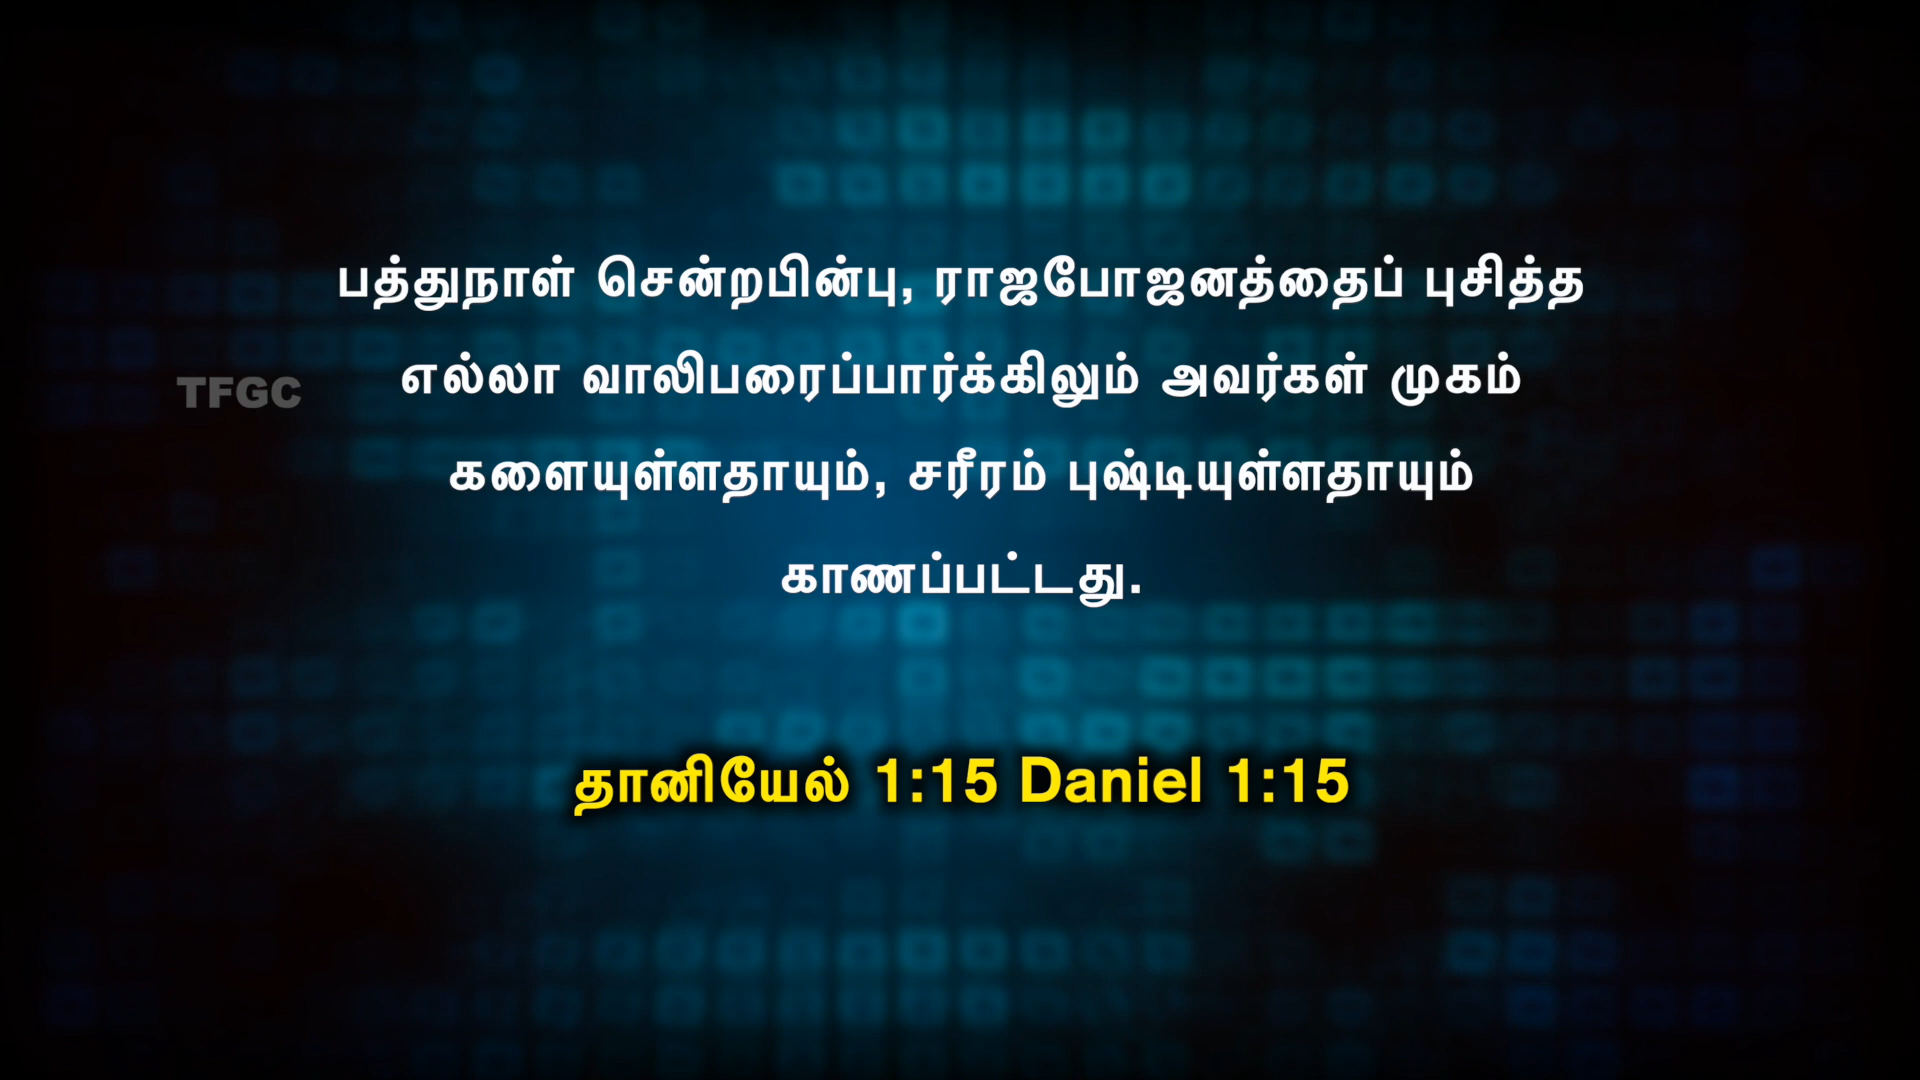 பத்துநாள் சென்றபின்பு, ராஜபோஜனத்தைப் புசித்த
எல்லா வாலிபரைப்பார்க்கிலும் அவர்கள் முகம்
TFGC
களையுள்ளதாயும், சரீரம் புஷ்டியுள்ளதாயும்
காணப்பட்டது.
தானியேல் 1:15 Daniel 1:15